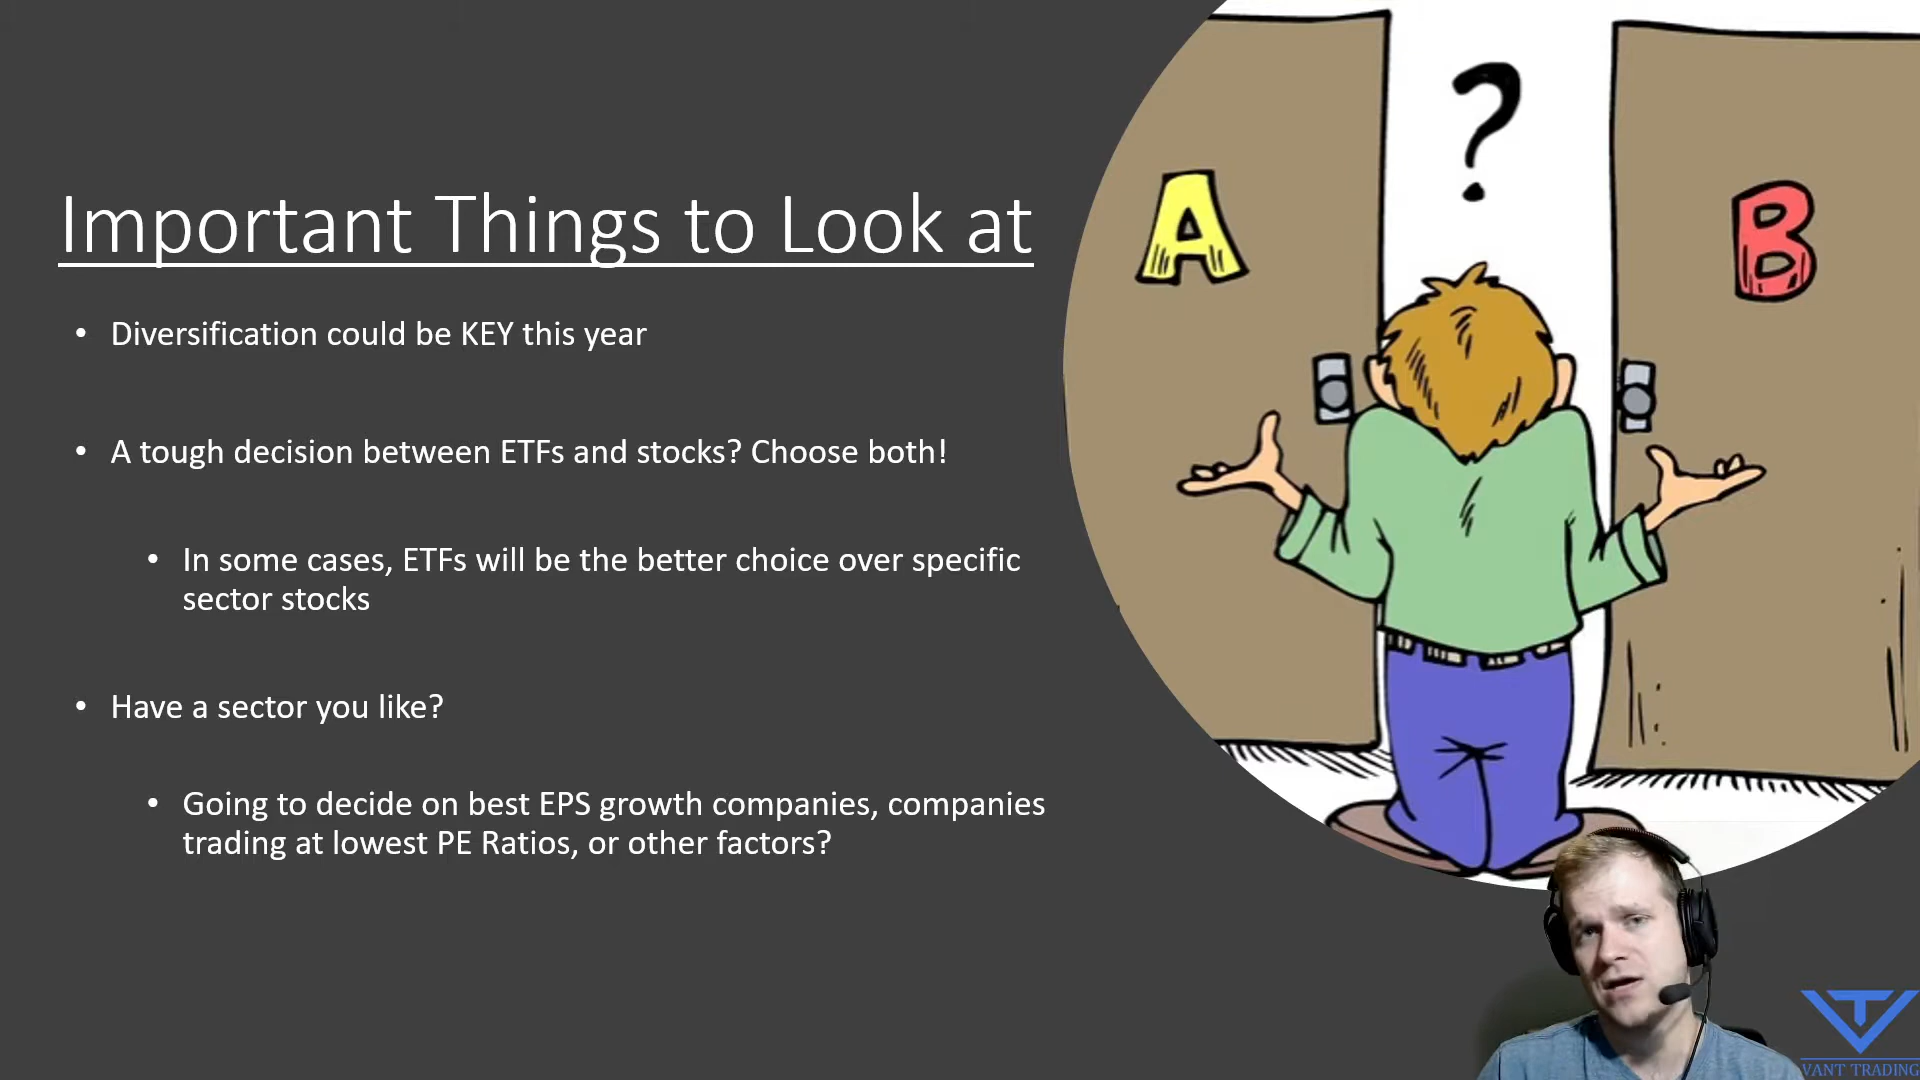 Important Things to Look at
• Diversification could be KEY this year
• A tough decision between ETFs and stocks? Choose both!
• In some cases, ETFs will be the better choice over specific
sector stocks
• Have a sector you like?
• Going to decide on best EPS growth companies, companies
trading at lowest PE Ratios, or other factors?
?
A
B
VANT TRADING